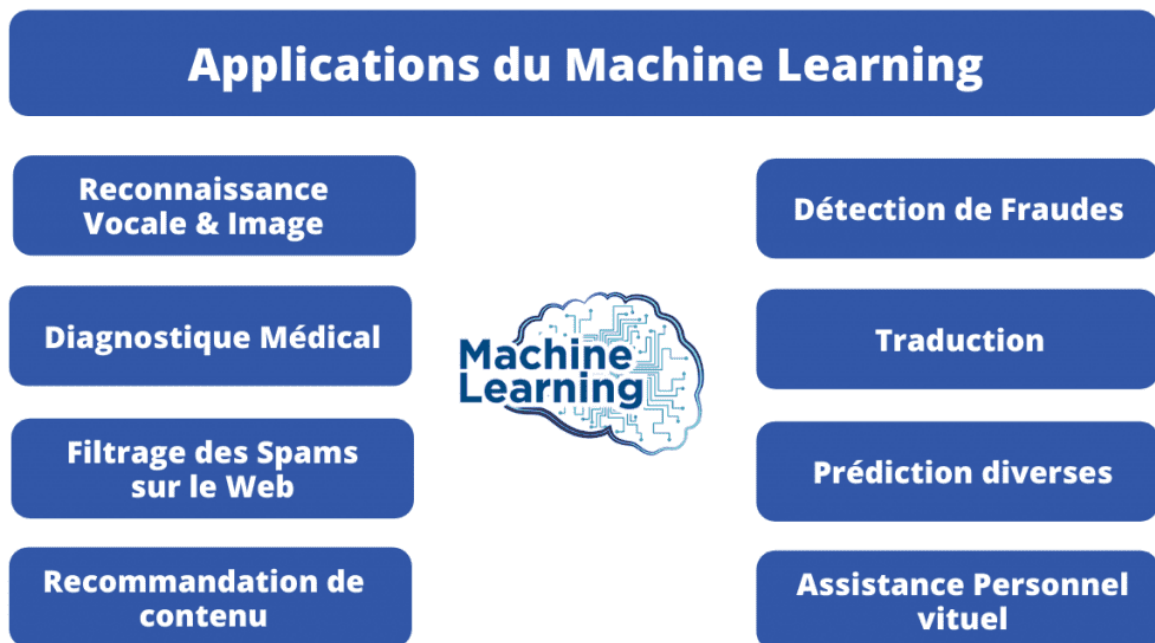 Applications du Machine Learning
Reconnaissance
Vocale & Image
Diagnostique Médical
Filtrage des Spams
sur le Web
Recommandation de
contenu
Machine
Learning
Détection de Fraudes
Traduction
Prédiction diverses
Assistance Personnel
vituel